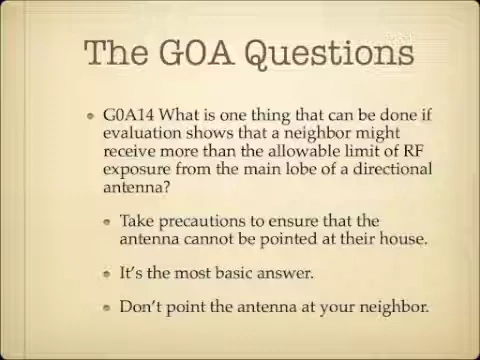 The G0A Questions
G0A14 What is one thing that can be done if
evaluation shows that a neighbor might
receive more than the allowable limit of RF
exposure from the main lobe of a directional
antenna?
Take precautions to ensure that the
antenna cannot be pointed at their house.
It's the most basic answer.
Don't point the antenna at your neighbor.